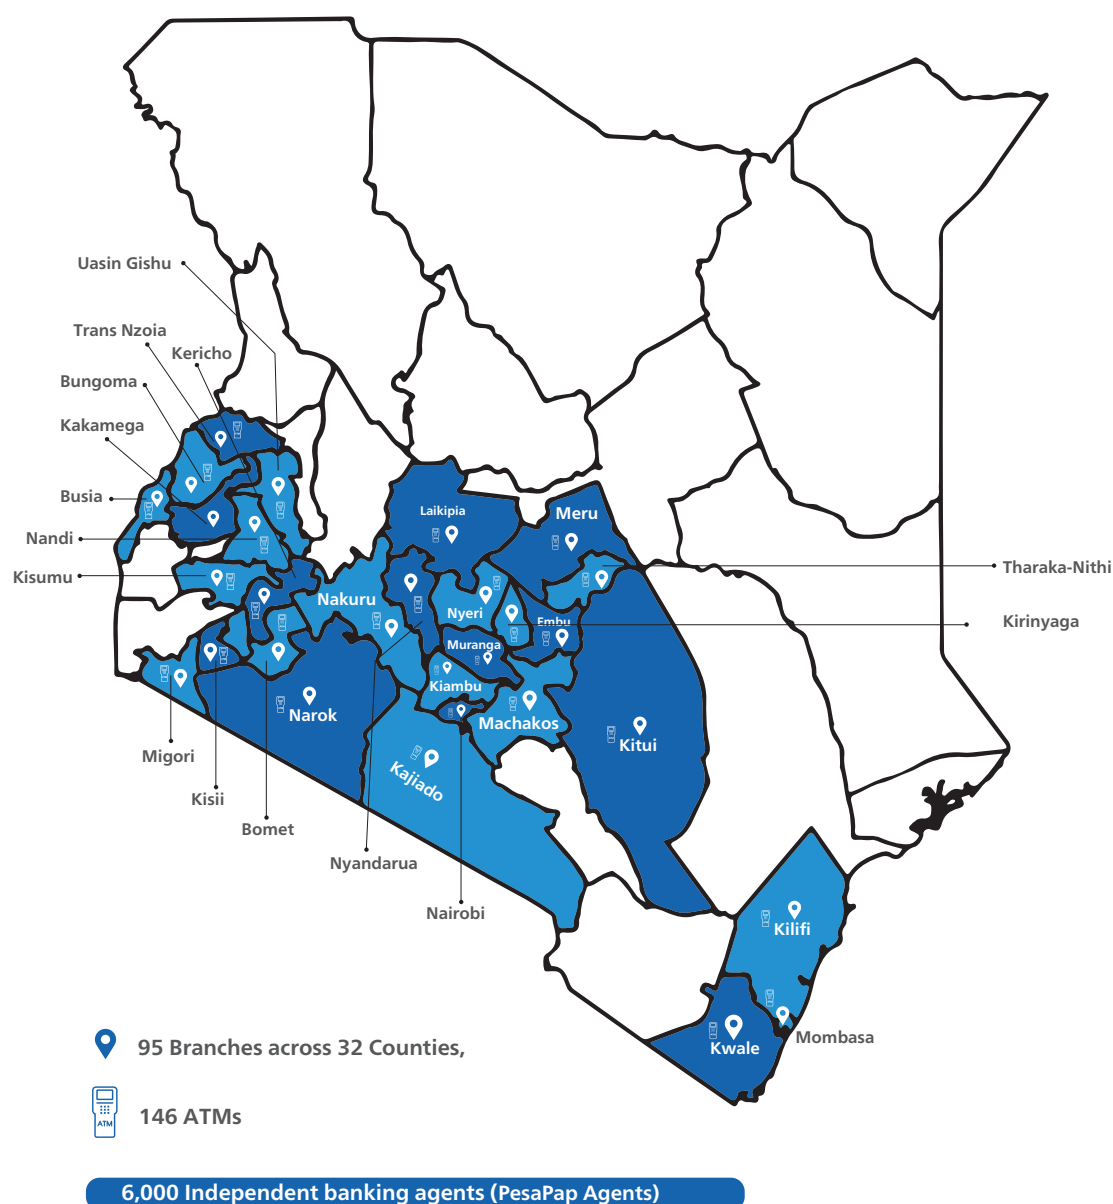 Uasin Gishu
Trans Nzoia
Kericho
Bungoma
Kakamega
Busia
Nandi
Kisumu
Laikipia
Meru
Tharaka-Nithi
Nakuru
Nyeri
Embu
Kirinyaga
Muranga
Kiambu
Narok
Machakos
Kitui
Migori
Kajiado
Kisii
Bomet
Nyandarua
Nairobi
Kilifi
Mombasa
Kwale
95 Branches across 32 Counties,
ATM
146 ATMs
6,000 Independent banking agents (PesaPap Agents)